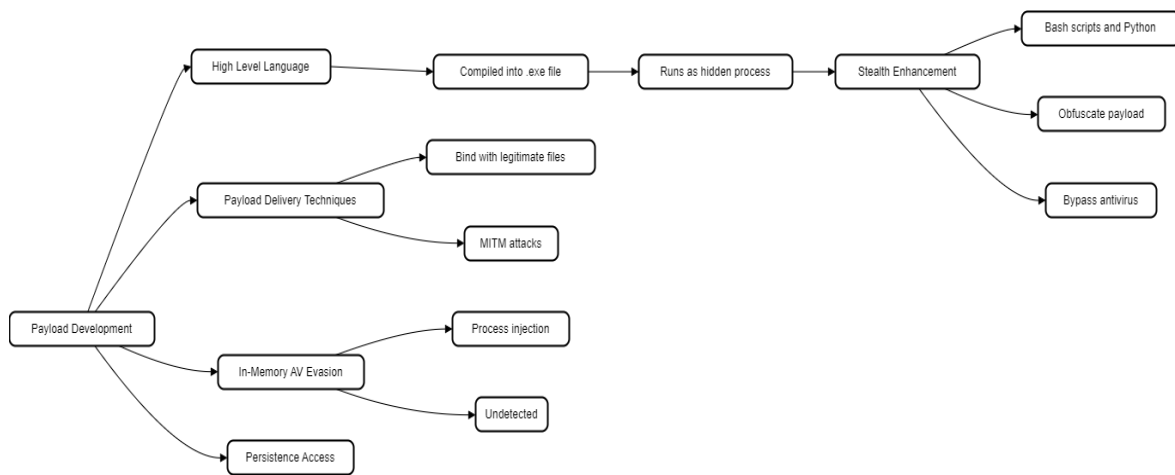 Bash scripts and Python
High Level Language
Compiled into .exe file
Runs as hidden process
Stealth Enhancement
Obfuscate payload
Bind with legitimate files
Payload Delivery Techniques
Bypass antivirus
MITM attacks
Payload Development
Process injection
In-Memory AV Evasion
Undetected
Persistence Access